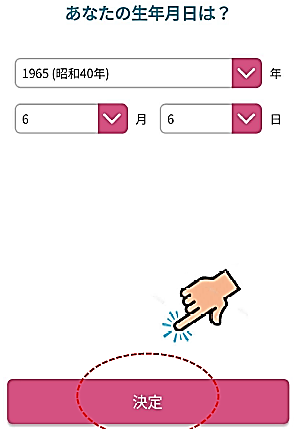 あなたの生年月日は？
1965 (昭和40年) 年
6 月 6 日
決定